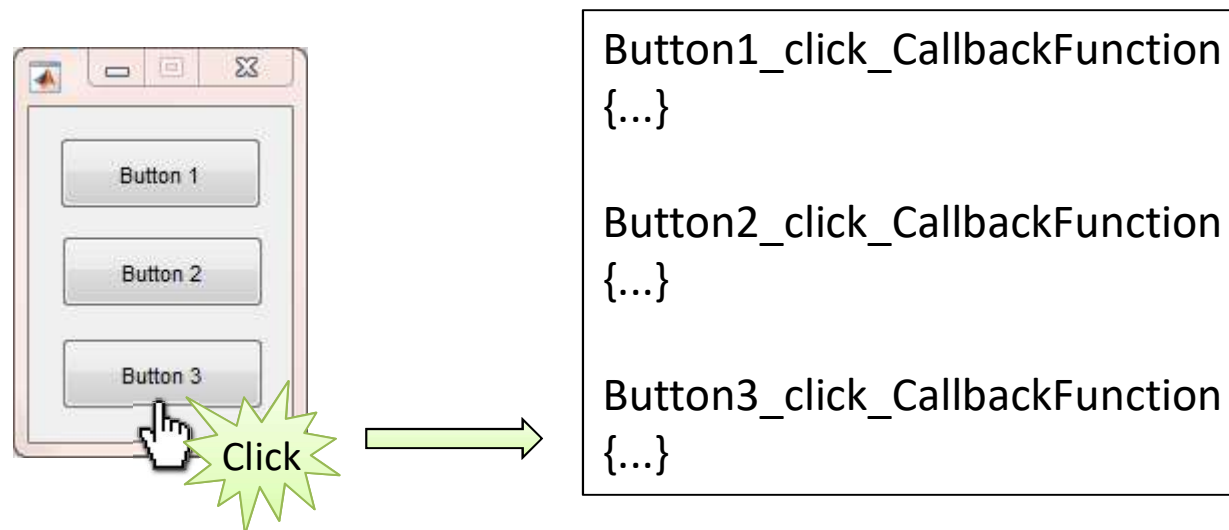 Button 1
Button 2
Button 3
Click
Button1_click_CallbackFunction
{...}
Button2_click_CallbackFunction
{...}
Button3_click_CallbackFunction
{...}